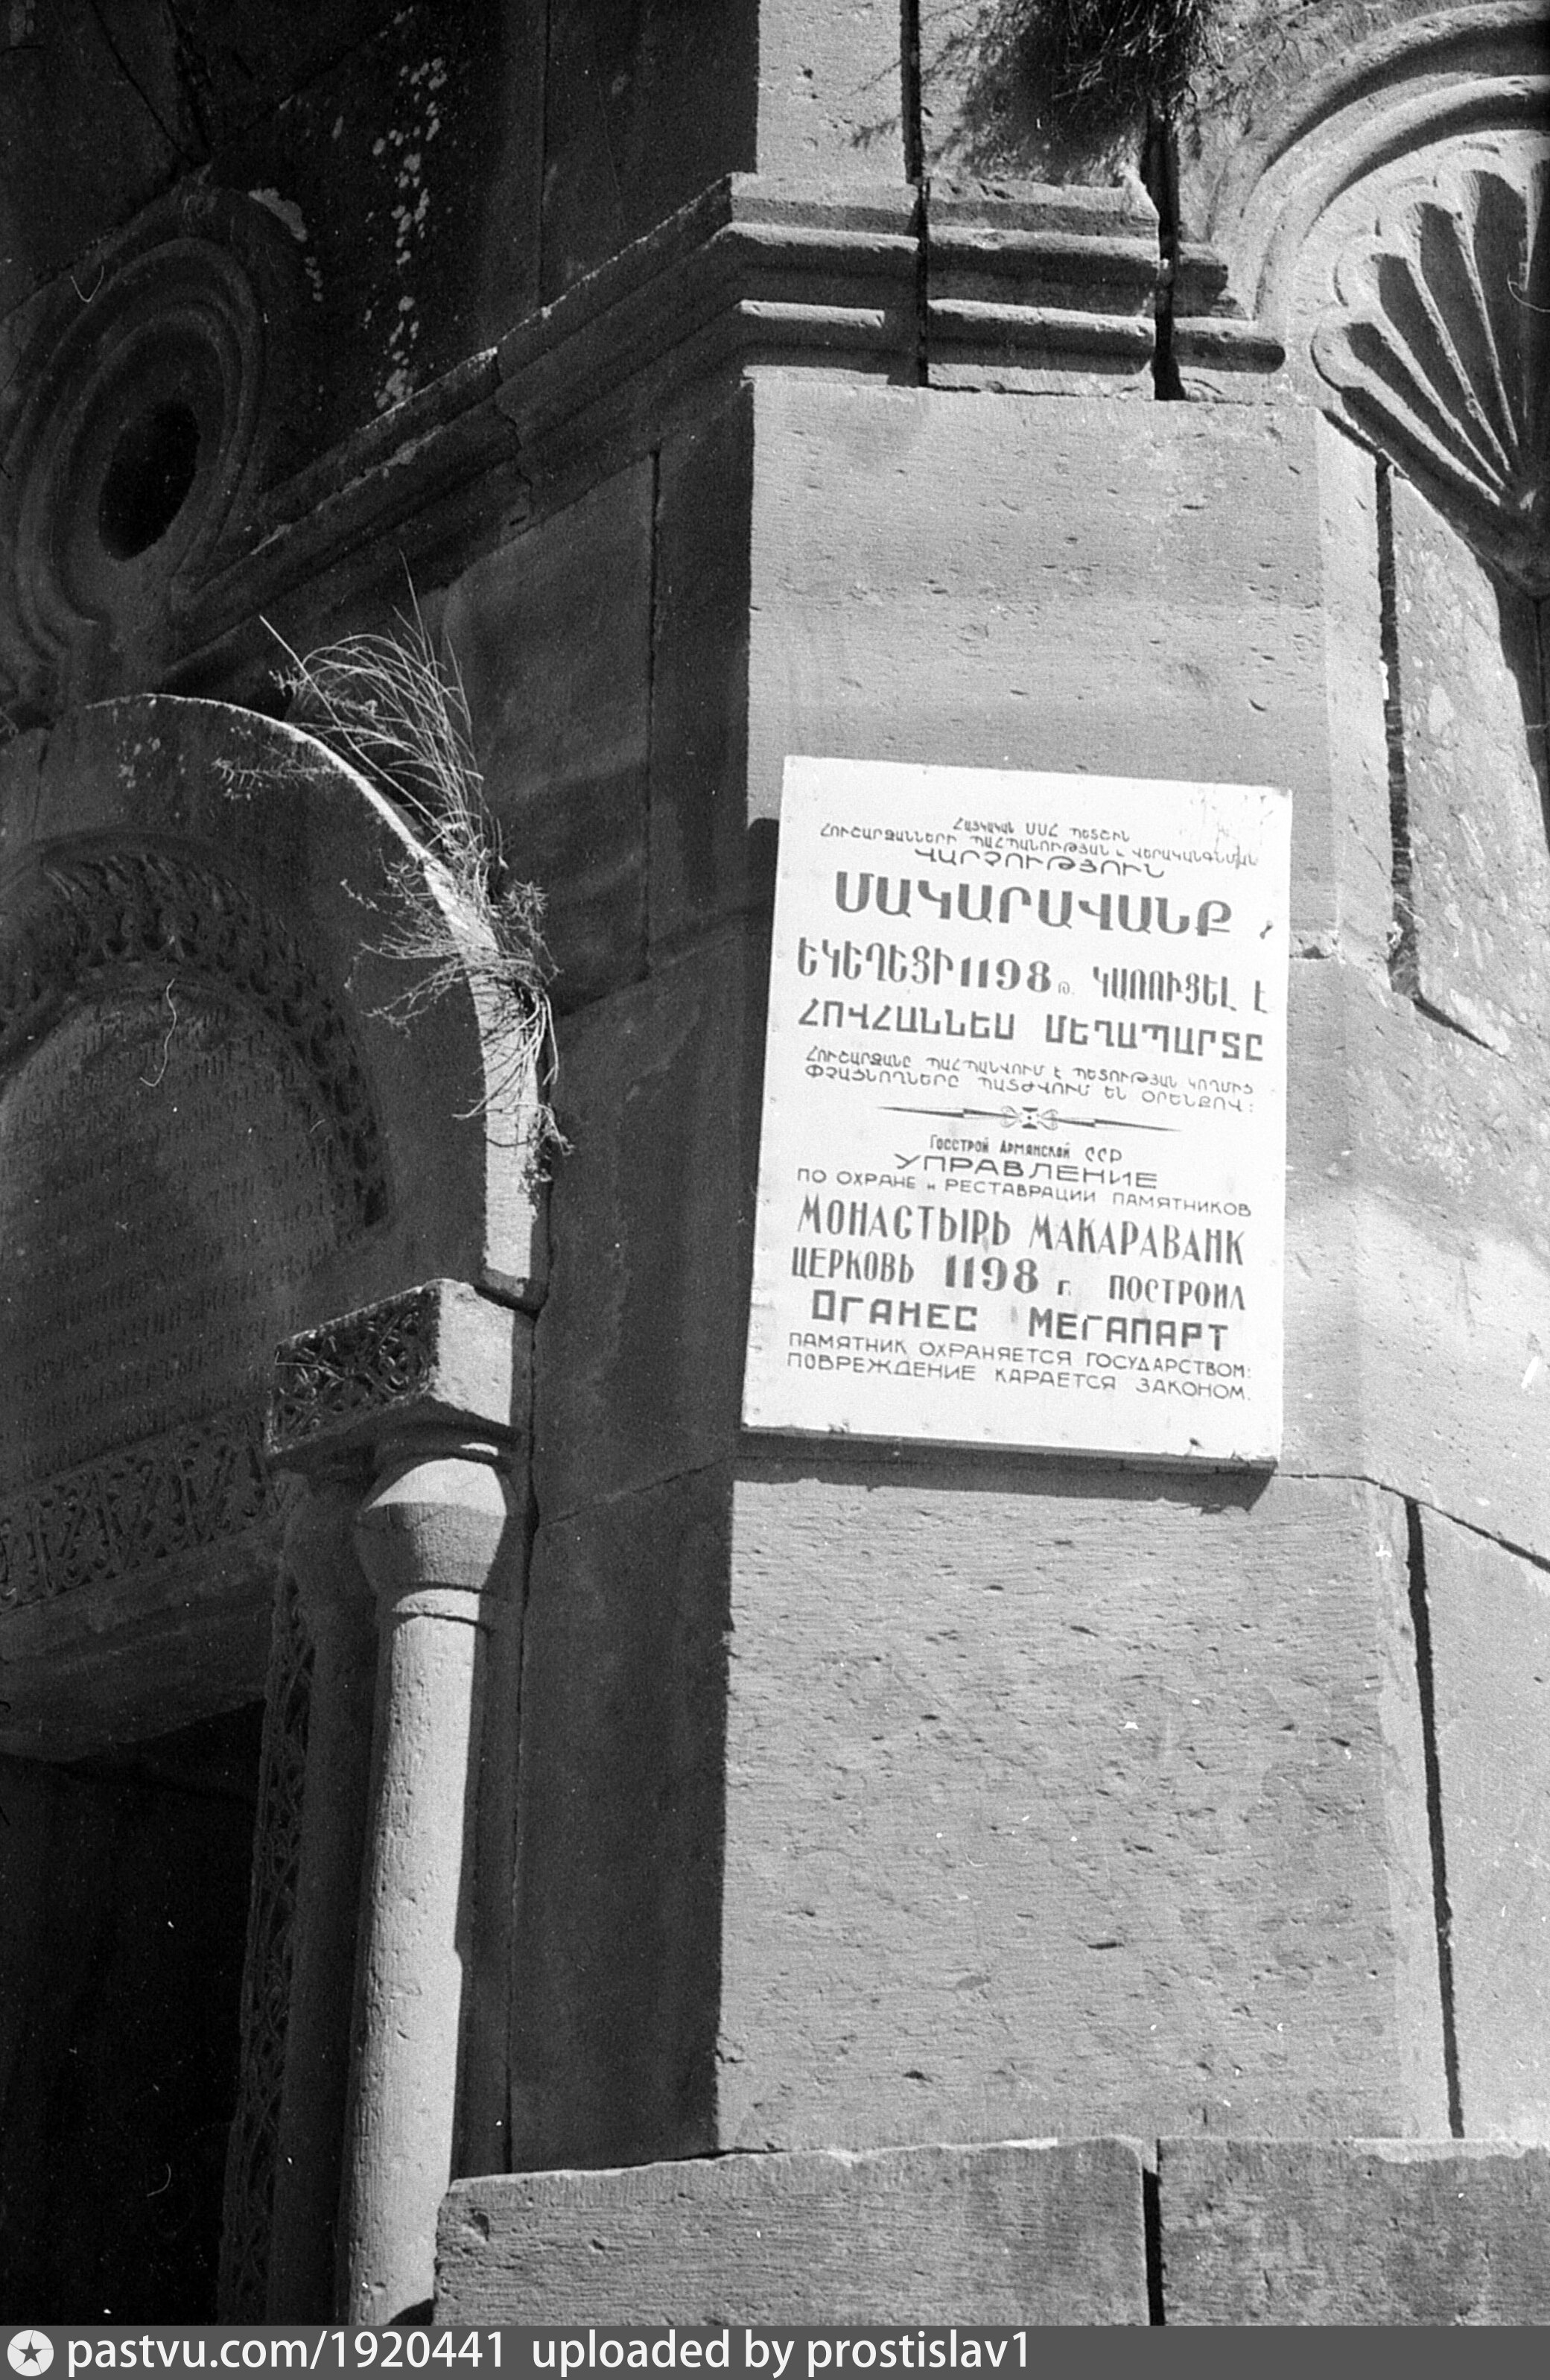 ՀԱՅԿԱԿԱՆ ՍՍՀ ՊԵՏՇԻՆ
ՀՈՒՇԱՐՁԱՆՆԵՐԻ ՊԱՀՊԱՆՈՒԹՅԱՆ և ՎԵՐԱԿԱՆԳՆՄԱՆ
ՎԱՐՉՈՒԹՅՈՒՆ
ՄԱԿԱՐԱՎԱՆՔ
ԵԿԵՂԵՑԻ 1198 թ. ԿԱՌՈՒՑԵԼ Է
ՀՈՎՀԱՆՆԵՍ ՄԵՂԱՊԱՐՏԸ
ՀՈՒՇԱՐՁԱՆԸ ՊԱՀՊԱՆՎՈՒՄ Է ՊԵՏՈՒԹՅԱՆ ԿՈՂՄԻՑ
ՓՉԱՑՆՈՂՆԵՐԸ ՊԱՏԺՎՈՒՄ ԵՆ ՕՐԵՆՔՈՎ:
Госстрой Армянской ССР
УПРАВЛЕНИЕ
ПО ОХРАНЕ и РЕСТАВРАЦИИ ПАМЯТНИКОВ
МОНАСТЫРЬ МАКАРАВАНК
ЦЕРКОВЬ 1198 г. ПОСТРОИЛ
ОГАНЕС МЕГАПАРТ
ПАМЯТНИК ОХРАНЯЕТСЯ ГОСУДАРСТВОМ:
ПОВРЕЖДЕНИЕ КАРАЕТСЯ ЗАКОНОМ.
pastvu.com/1920441 uploaded by prostislav1